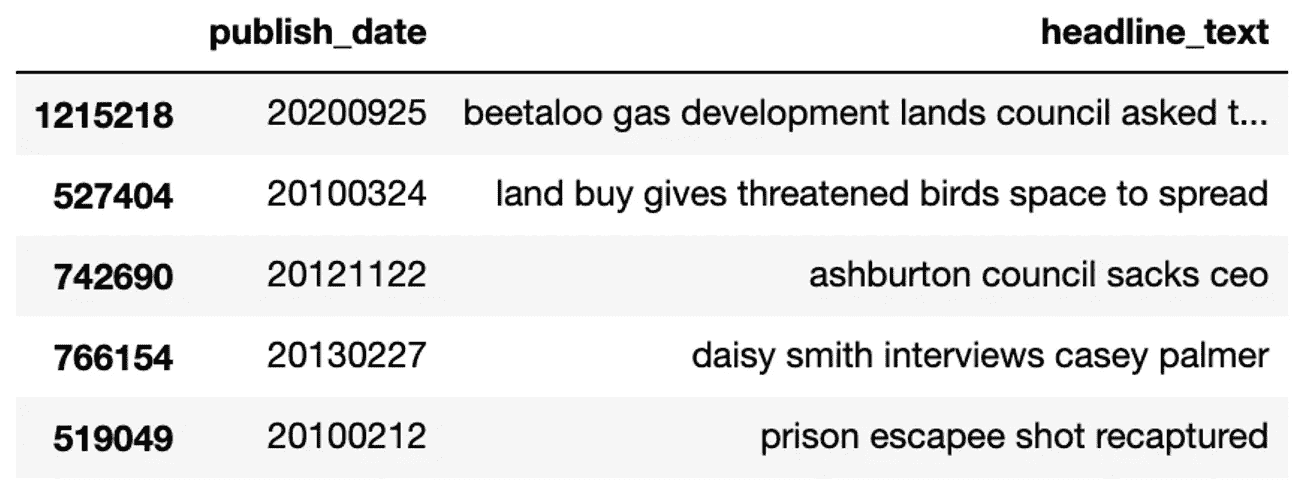 publish_date headline_text
1215218 20200925 beetaloo gas development lands council asked t...
527404 20100324 land buy gives threatened birds space to spread
742690 20121122 ashburton council sacks ceo
766154 20130227 daisy smith interviews casey palmer
519049 20100212 prison escapee shot recaptured